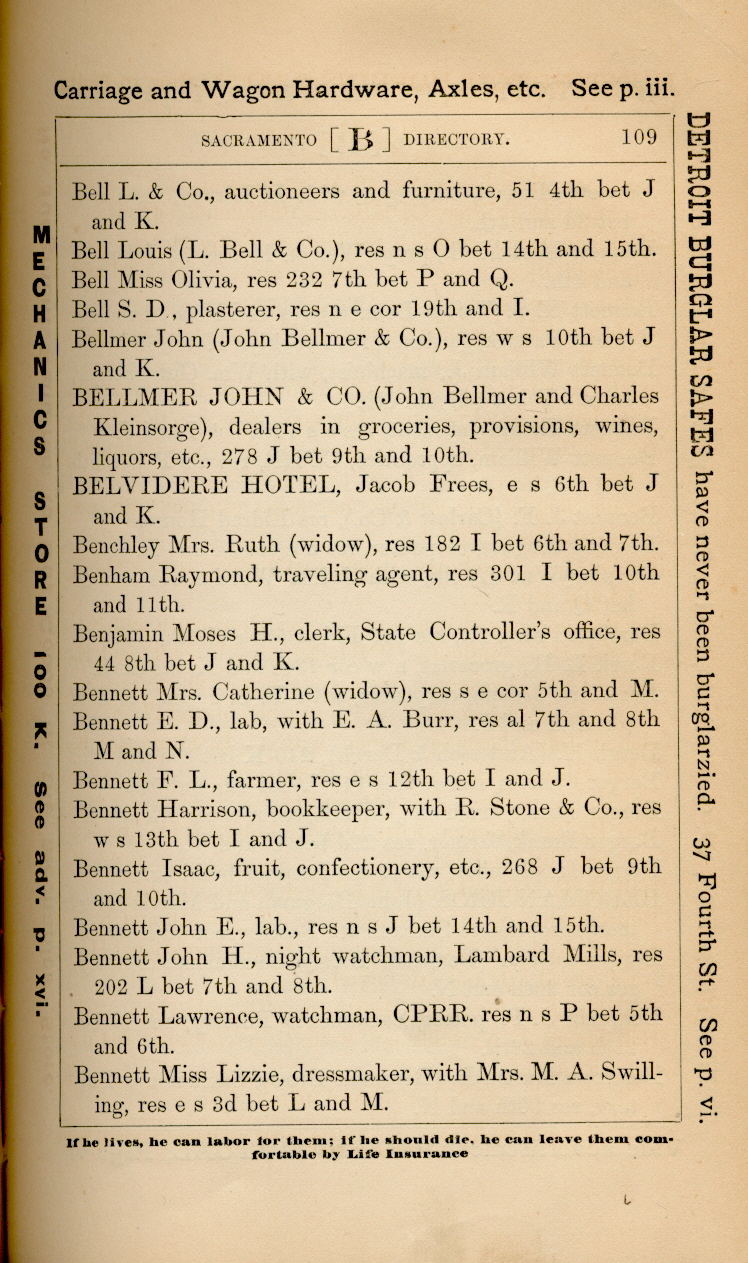 Carriage and Wagon Hardware, Axles, etc. See p. iii.
SACRAMENTO [ B ] DIRECTORY. 109
Bell L. & Co., auctioneers and furniture, 51 4th bet J
and K.
Bell Louis (L. Bell & Co.), res n s O bet 14th and 15th.
Bell Miss Olivia, res 232 7th bet P and Q.
Bell S. D., plasterer, res n e cor 19th and I.
Bellmer John (John Bellmer & Co.), res w s 10th bet J
and K.
BELLMER JOHN & CO. (John Bellmer and Charles
Kleinsorge), dealers in groceries, provisions, wines,
liquors, etc., 278 J bet 9th and 10th.
BELVIDERE HOTEL, Jacob Frees, e s 6th bet J
and K.
Benchley Mrs. Ruth (widow), res 182 I bet 6th and 7th.
Benham Raymond, traveling agent, res 301 I bet 10th
and 11th.
Benjamin Moses H., clerk, State Controller's office, res
44 8th bet J and K.
Bennett Mrs. Catherine (widow), res s e cor 5th and M.
Bennett E. D., lab, with E. A. Burr, res al 7th and 8th
M and N.
Bennett F. L., farmer, res e s 12th bet I and J.
Bennett Harrison, bookkeeper, with R. Stone & Co., res
w s 13th bet I and J.
Bennett Isaac, fruit, confectionery, etc., 268 J bet 9th
and 10th.
Bennett John E., lab., res n s J bet 14th and 15th.
Bennett John H., night watchman, Lambard Mills, res
202 L bet 7th and 8th.
Bennett Lawrence, watchman, CPRR. res n s P bet 5th
and 6th.
Bennett Miss Lizzie, dressmaker, with Mrs. M. A. Swill-
ing, res e s 3d bet L and M.
If he lives, he can labor for them; if he should die, he can leave them com-
fortable by Life Insurance
MECHANICS STORE 100 K. See adv. p. xvi.
DETROIT BURGLAR SAFES have never been burglarzied. 37 Fourth St. See p. vi.